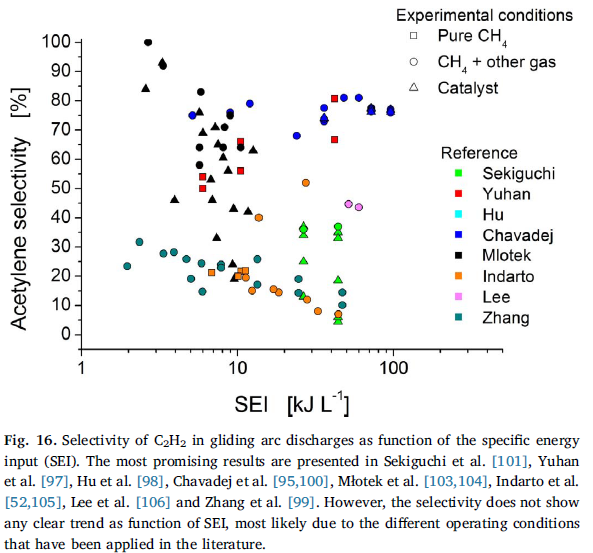 Experimental conditions
Pure CH4
CH4 + other gas
Catalyst
Reference
Sekiguchi
Yuhan
Hu
Chavadej
Mlotek
Indarto
Lee
Zhang
Acetylene selectivity [%]
100
90
80
70
60
50
40
30
20
10
0
1 10 100
SEI [kJ L-1]
Fig. 16. Selectivity of C2H2 in gliding arc discharges as function of the specific energy
input (SEI). The most promising results are presented in Sekiguchi et al. [101], Yuhan
et al. [97], Hu et al. [98], Chavadej et al. [95,100], Młotek et al. [103,104], Indarto et al.
[52,105], Lee et al. [106] and Zhang et al. [99]. However, the selectivity does not show
any clear trend as function of SEI, most likely due to the different operating conditions
that have been applied in the literature.